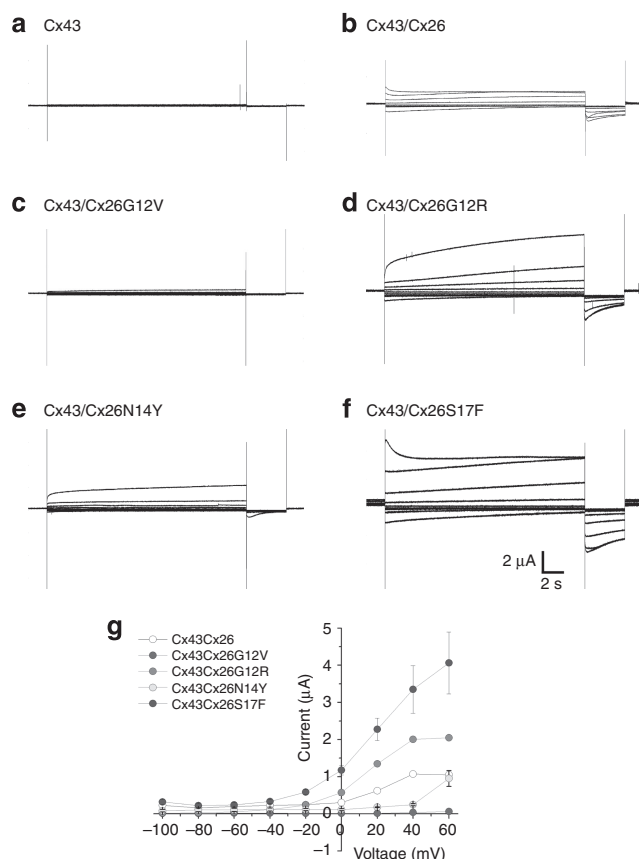 a Cx43
b Cx43/Cx26
c Cx43/Cx26G12V
d Cx43/Cx26G12R
e Cx43/Cx26N14Y
f Cx43/Cx26S17F
2 μA
2 s
g
Cx43Cx26
Cx43Cx26G12V
Cx43Cx26G12R
Cx43Cx26N14Y
Cx43Cx26S17F
Current (μA)
5
4
3
2
1
0
−1
−100 −80 −60 −40 −20 0 20 40 60
Voltage (mV)